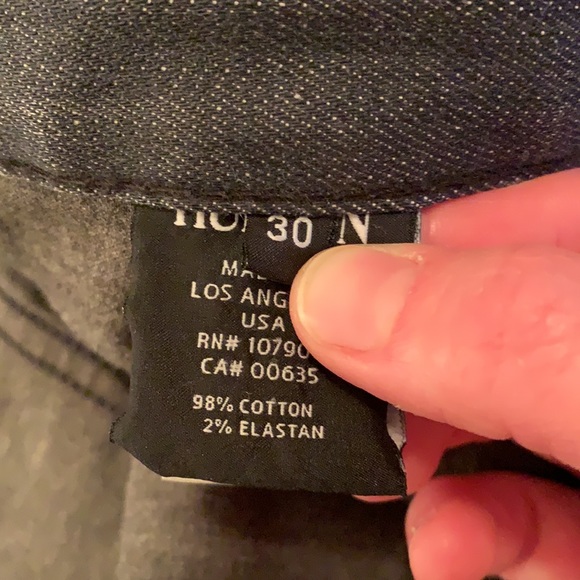 30
LOS ANG
USA
RN# 10790
CA# 00635
98% COTTON
2% ELASTAN